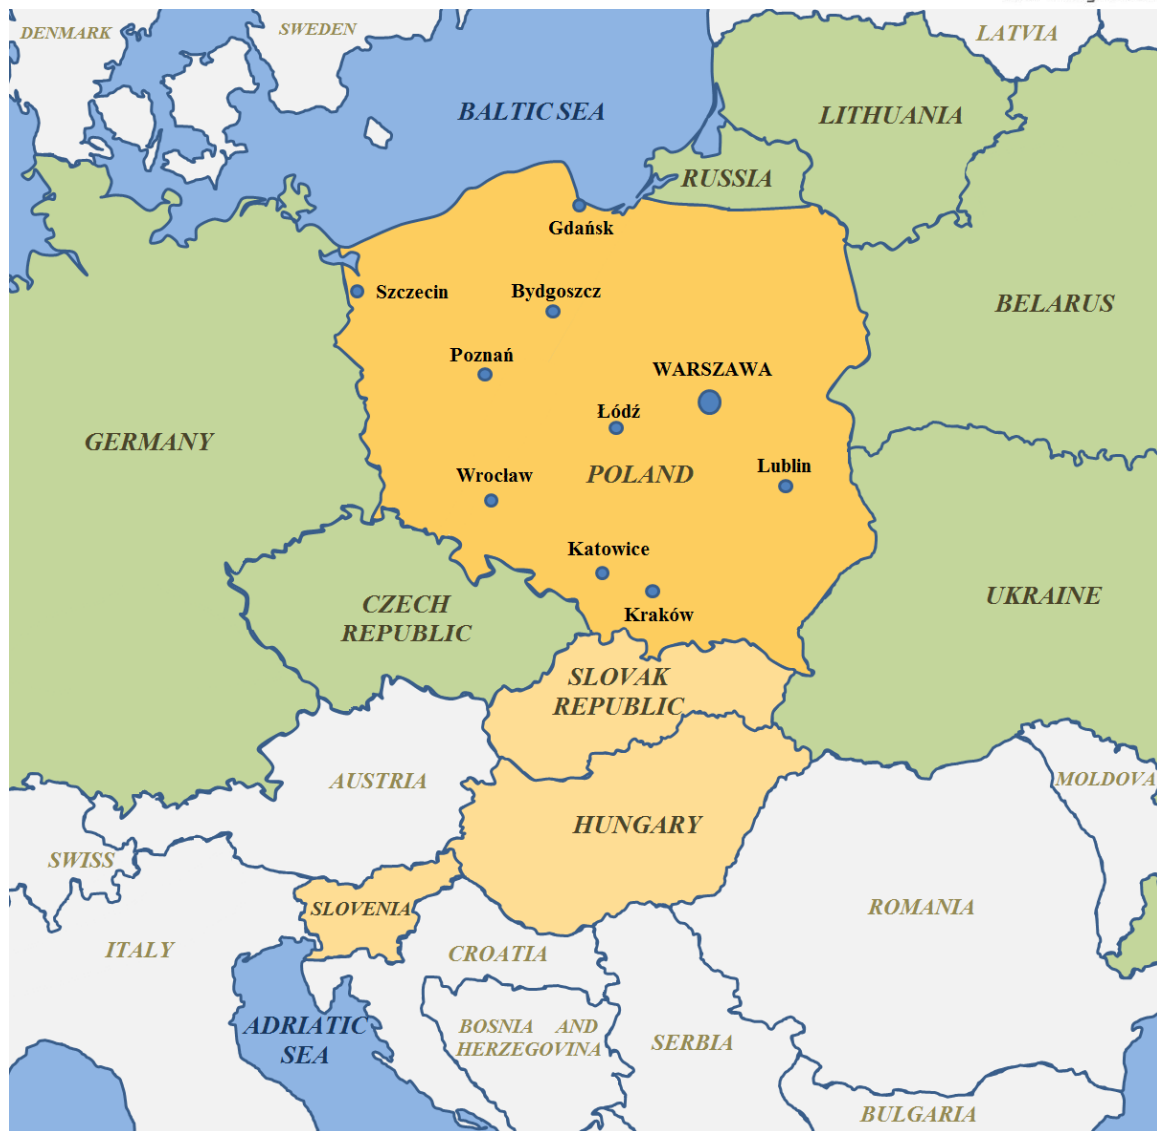 DENMARK
SWEDEN
LATVIA
BALTIC SEA
LITHUANIA
RUSSIA
Gdańsk
Szczecin
Bydgoszcz
BELARUS
Poznań
WARSZAWA
Łódź
GERMANY
Wrocław
POLAND
Lublin
Katowice
CZECH
REPUBLIC
Kraków
UKRAINE
SLOVAK
REPUBLIC
AUSTRIA
MOLDOVA
HUNGARY
SWISS
SLOVENIA
ROMANIA
ITALY
CROATIA
ADRIATIC
SEA
BOSNIA AND
HERZEGOVINA
SERBIA
BULGARIA